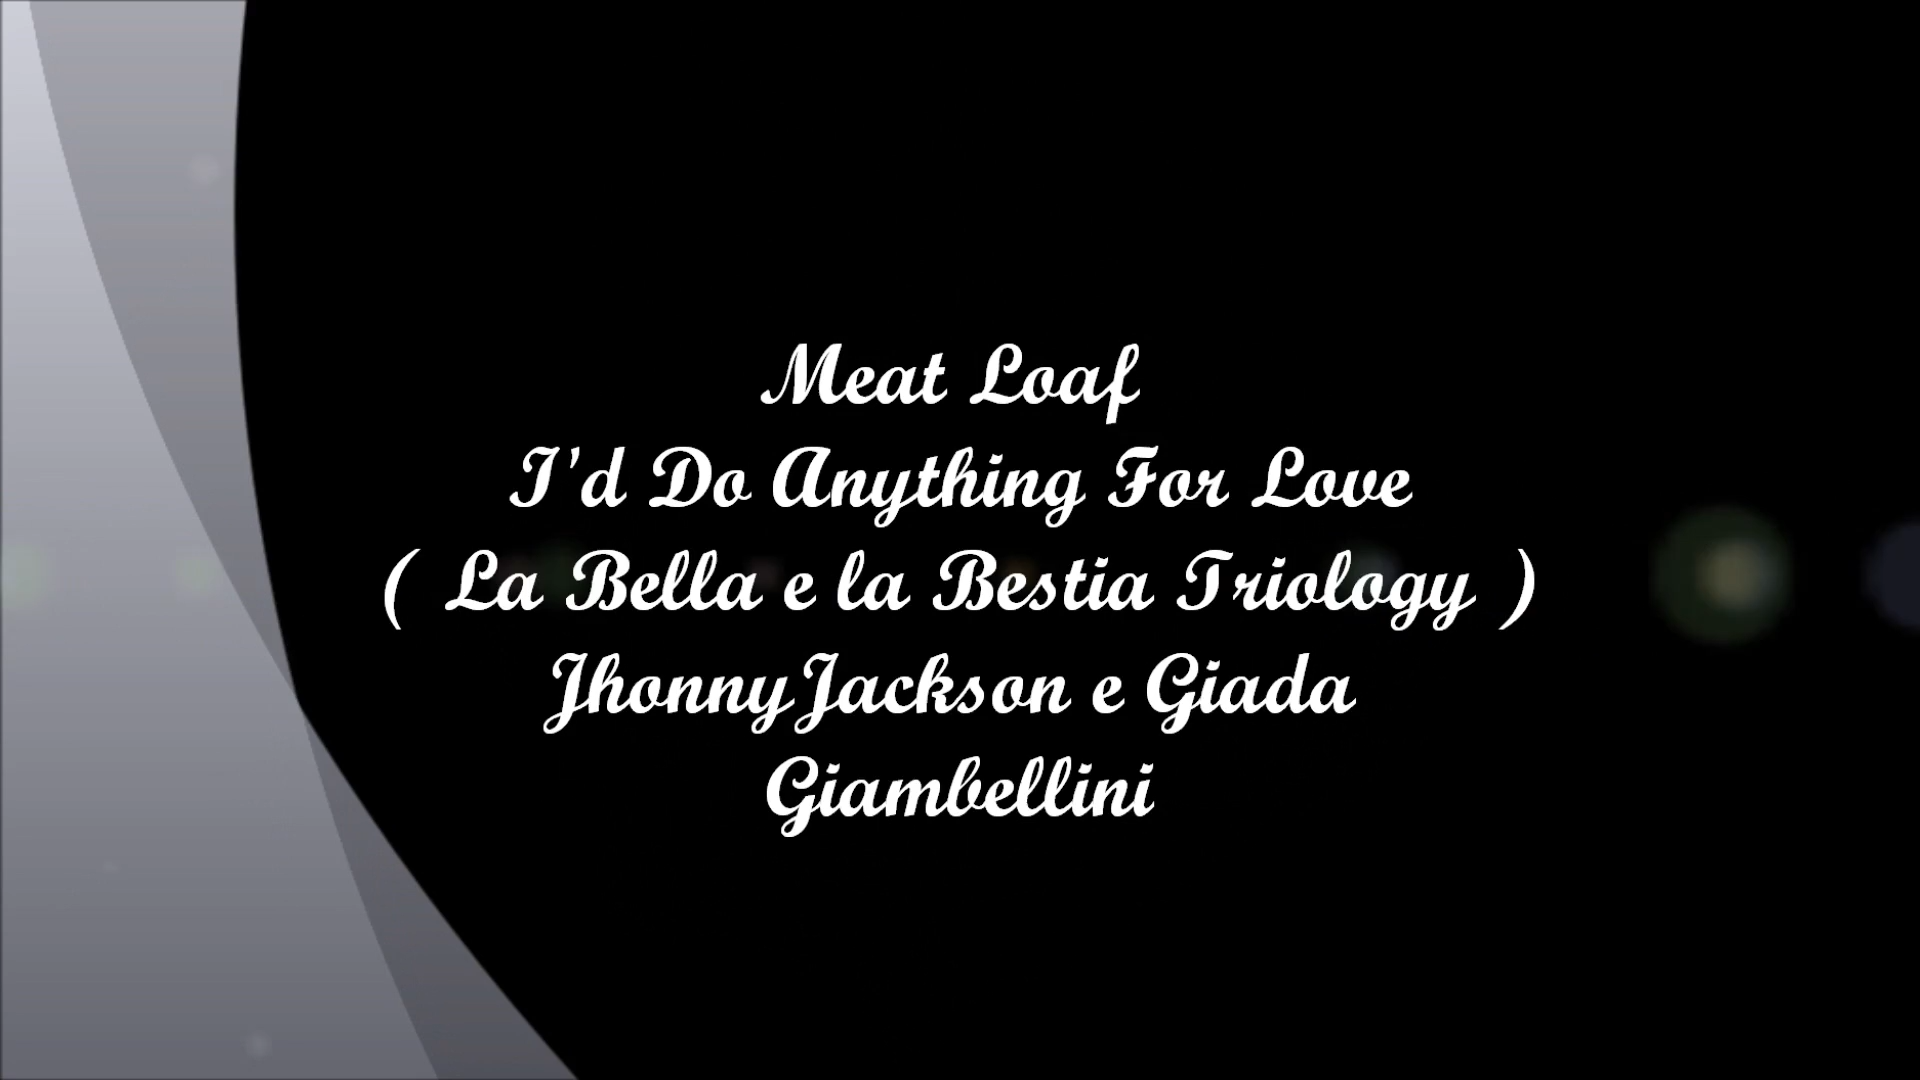 Meat Loaf
I'd Do Anything For Love
( La Bella e la Bestia Triology )
JhonnyJackson e Giada
Giambellini